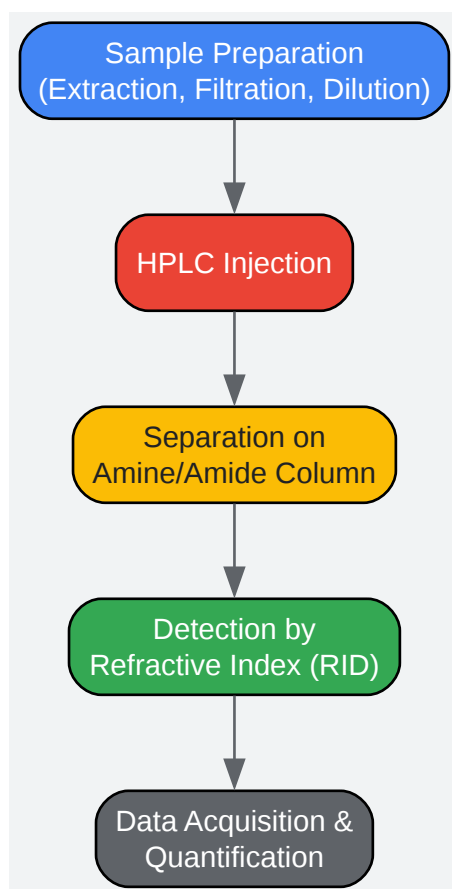 Sample Preparation
(Extraction, Filtration, Dilution)
HPLC Injection
Separation on
Amine/Amide Column
Detection by
Refractive Index (RID)
Data Acquisition &
Quantification